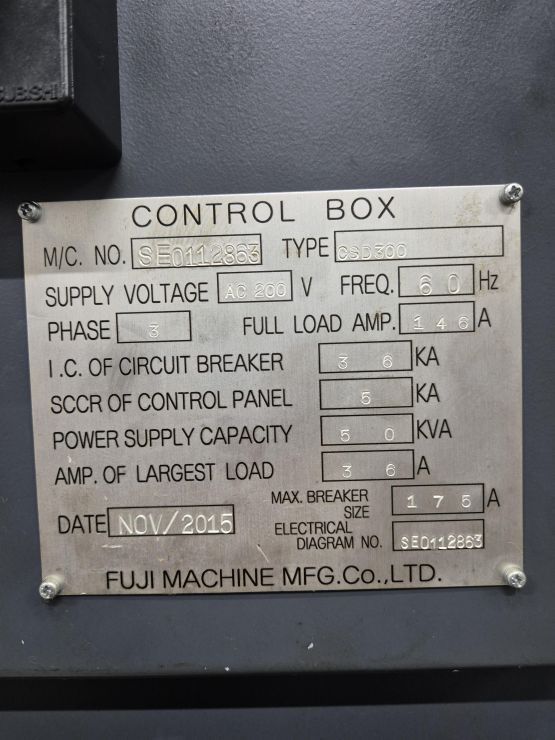 UBISHI
CONTROL BOX
M/C. NO. SE0112863 TYPE CSD300
SUPPLY VOLTAGE AC 200 V FREQ. 60 Hz
PHASE 3 FULL LOAD AMP. 146 A
I.C. OF CIRCUIT BREAKER 36 KA
SCCR OF CONTROL PANEL 5 KA
POWER SUPPLY CAPACITY 50 KVA
AMP. OF LARGEST LOAD 36 A
DATE NOV/2015 MAX. BREAKER SIZE 175 A
ELECTRICAL DIAGRAM NO. SE0112863
FUJI MACHINE MFG.Co.,LTD.